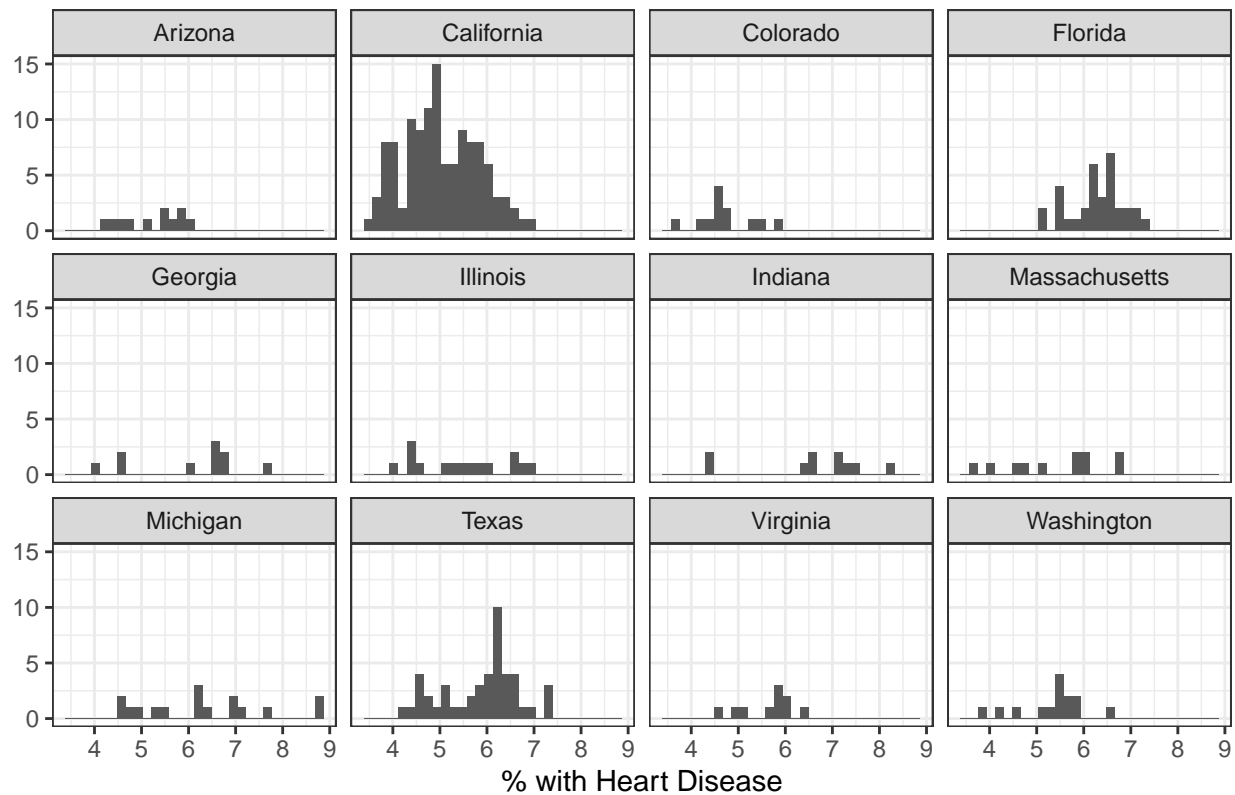 Arizona California Colorado Florida
15
10
5
0
Georgia Illinois Indiana Massachusetts
15
10
5
0
Michigan Texas Virginia Washington
15
10
5
0
4 5 6 7 8 9 4 5 6 7 8 9 4 5 6 7 8 9 4 5 6 7 8 9
% with Heart Disease